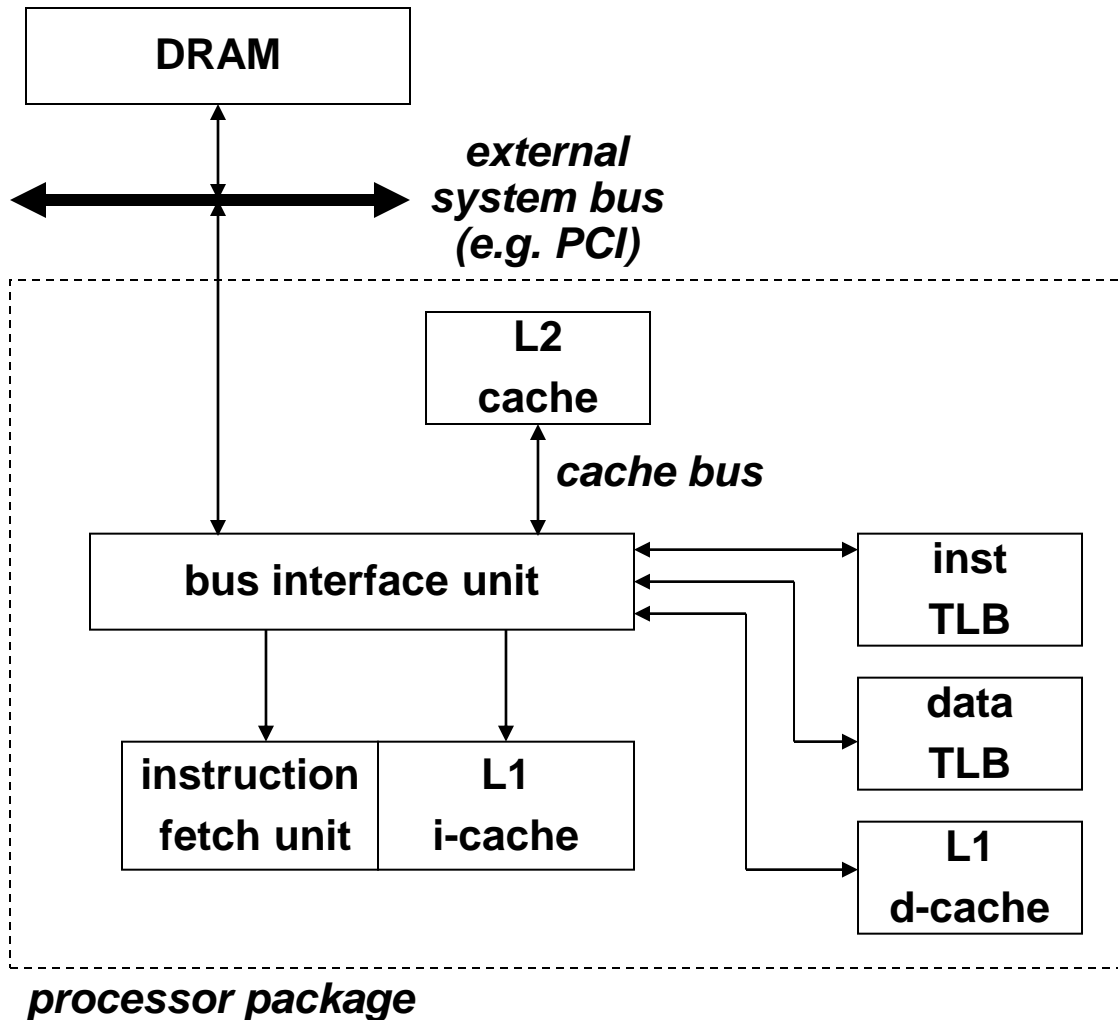 DRAM
external
system bus
(e.g. PCI)
L2
cache
cache bus
bus interface unit
inst
TLB
data
TLB
instruction
fetch unit
L1
i-cache
L1
d-cache
processor package